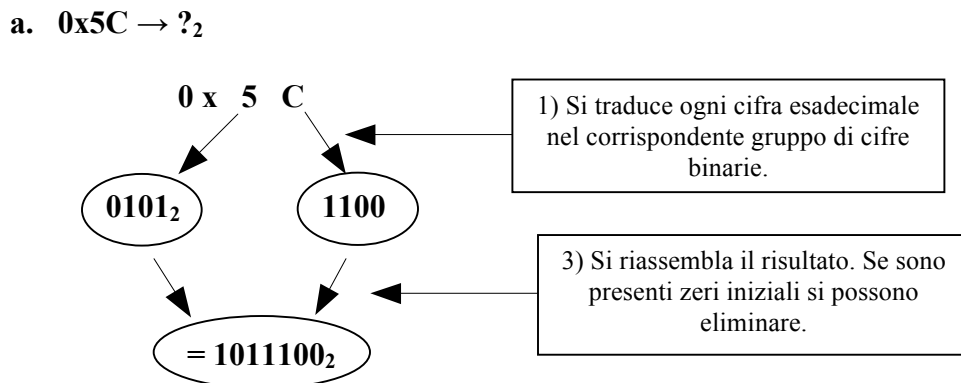 a. 0x5C → ?₂
0 x 5 C
1) Si traduce ogni cifra esadecimale
nel corrispondente gruppo di cifre
binarie.
0101₂
1100
3) Si riassembla il risultato. Se sono
presenti zeri iniziali si possono
eliminare.
= 1011100₂